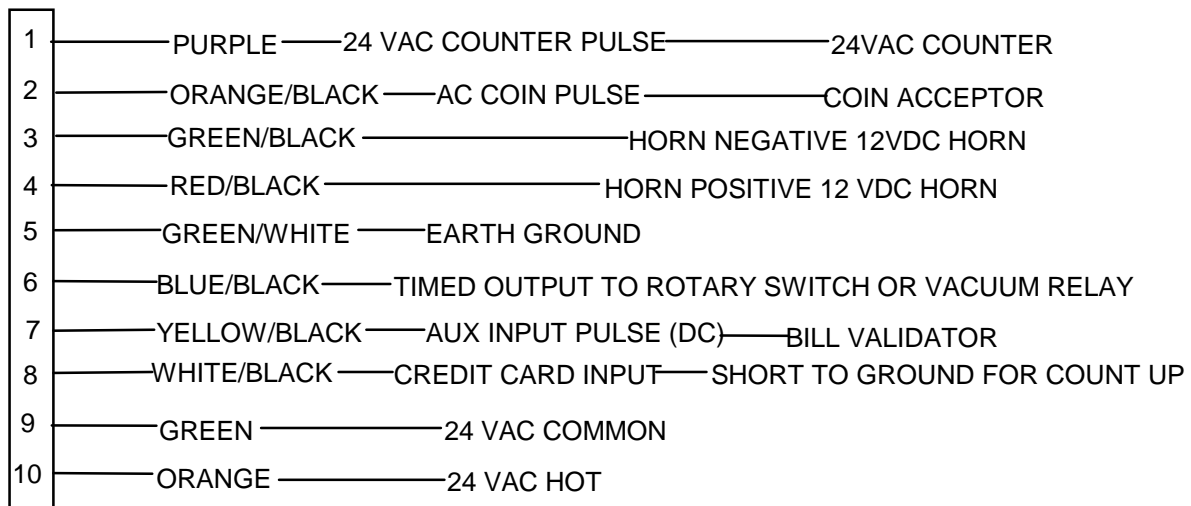 1 PURPLE 24 VAC COUNTER PULSE 24VAC COUNTER
2 ORANGE/BLACK AC COIN PULSE COIN ACCEPTOR
3 GREEN/BLACK HORN NEGATIVE 12VDC HORN
4 RED/BLACK HORN POSITIVE 12 VDC HORN
5 GREEN/WHITE EARTH GROUND
6 BLUE/BLACK TIMED OUTPUT TO ROTARY SWITCH OR VACUUM RELAY
7 YELLOW/BLACK AUX INPUT PULSE (DC) BILL VALIDATOR
8 WHITE/BLACK CREDIT CARD INPUT SHORT TO GROUND FOR COUNT UP
9 GREEN 24 VAC COMMON
10 ORANGE 24 VAC HOT